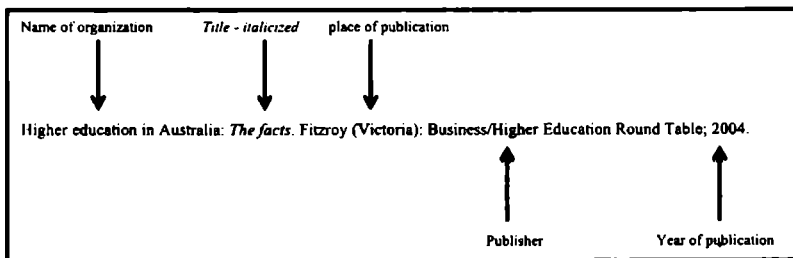 Name of organization Title - italicized place of publication
Higher education in Australia: The facts. Fitzroy (Victoria): Business/Higher Education Round Table; 2004.
Publisher Year of publication